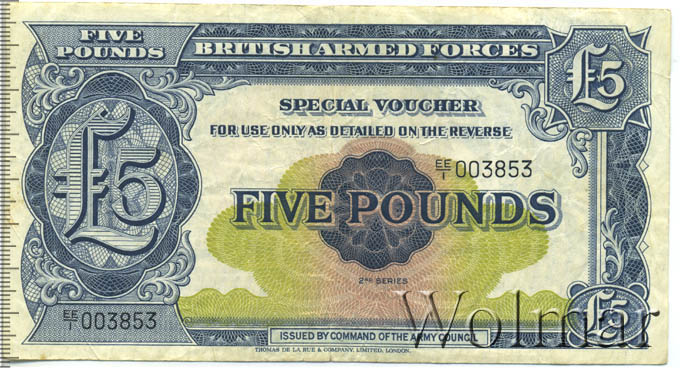 FIVE
POUNDS
BRITISH ARMED FORCES
£5
SPECIAL VOUCHER
FOR USE ONLY AS DETAILED ON THE REVERSE
£5
EE/1 003853
FIVE POUNDS
2ND SERIES
EE/1 003853
£5
ISSUED BY COMMAND OF THE ARMY COUNCIL
THOMAS DE LA RUE & COMPANY, LIMITED, LONDON.
Wolmar